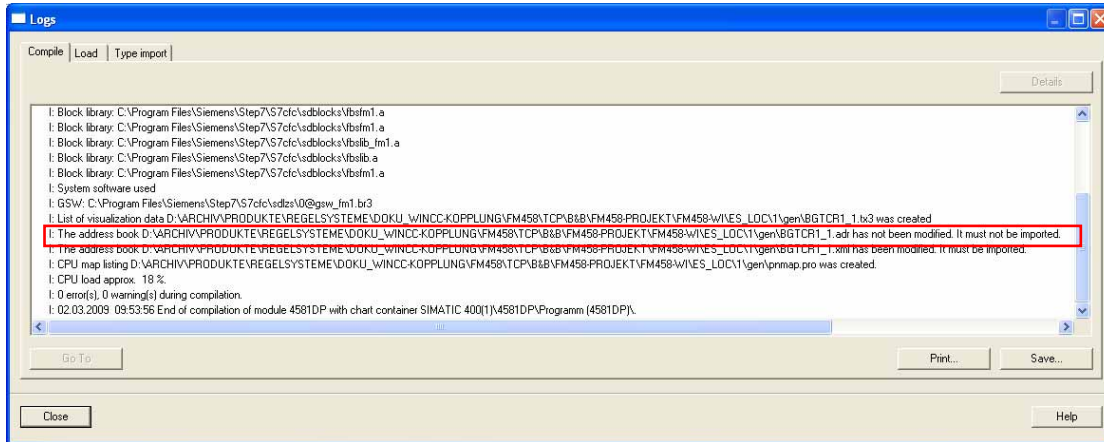 Logs
Compile Load Type import
Details
I: Block library: C:\Program Files\Siemens\Step7\S7cfc\sdblocks\fbsfm1.a
I: Block library: C:\Program Files\Siemens\Step7\S7cfc\sdblocks\fbsfm1.a
I: Block library: C:\Program Files\Siemens\Step7\S7cfc\sdblocks\fbslib_fm1.a
I: Block library: C:\Program Files\Siemens\Step7\S7cfc\sdblocks\fbslib.a
I: Block library: C:\Program Files\Siemens\Step7\S7cfc\sdblocks\fbsfm1.a
I: System software used
I: GSW: C:\Program Files\Siemens\Step7\S7cfc\sdlzs\0@gsw_fm1.br3
I: List of visualization data D:\ARCHIV\PRODUKTE\REGELSYSTEME\DOKU_WINCC-KOPPLUNG\FM458\TCP\B&B\FM458-PROJEKT\FM458-WI\ES_LOC\1\gen\BGTCR1_1.tx3 was created
I: The address book D:\ARCHIV\PRODUKTE\REGELSYSTEME\DOKU_WINCC-KOPPLUNG\FM458\TCP\B&B\FM458-PROJEKT\FM458-WI\ES_LOC\1\gen\BGTCR1_1.adr has not been modified. It must not be imported.
I: The address book D:\ARCHIV\PRODUKTE\REGELSYSTEME\DOKU_WINCC-KOPPLUNG\FM458\TCP\B&B\FM458-PROJEKT\FM458-WI\ES_LOC\1\gen\BGTCR1_1.xml has been modified. It must be imported.
I: CPU map listing D:\ARCHIV\PRODUKTE\REGELSYSTEME\DOKU_WINCC-KOPPLUNG\FM458\TCP\B&B\FM458-PROJEKT\FM458-WI\ES_LOC\1\gen\pnmap.pro was created.
I: CPU load approx. 18 %.
I: 0 error(s), 0 warning(s) during compilation.
I: 02.03.2009 09:53:56 End of compilation of module 4581DP with chart container SIMATIC 400(1)\4581DP\Programm (4581DP)\.
Go To Print... Save...
Close Help